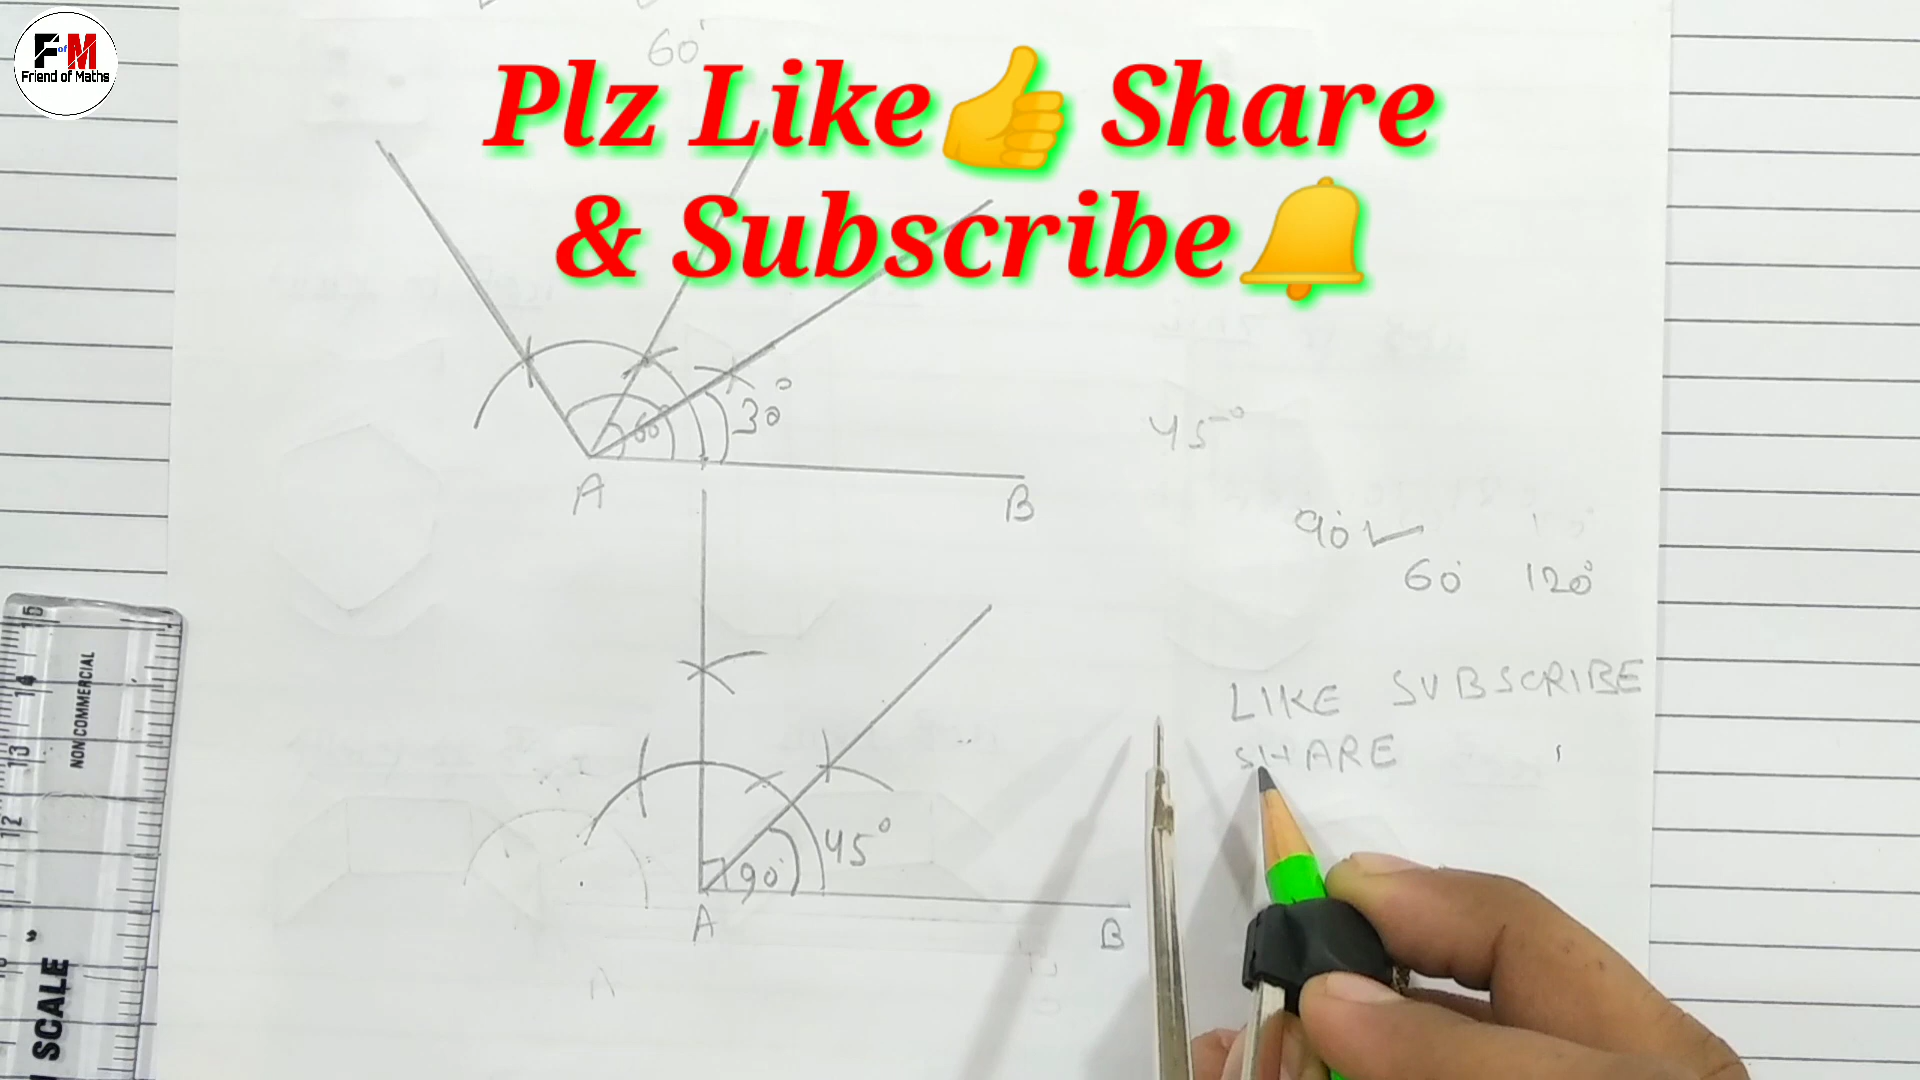 FofM
Friend of Maths
60°
Plz Like👍 Share
& Subscribe🔔
60°
30°
A
B
45°
90°
60° 120°
LIKE SUBSCRIBE
SHARE
45°
90°
A
B
A
15
14
13
12
NON COMMERCIAL
SCALE "